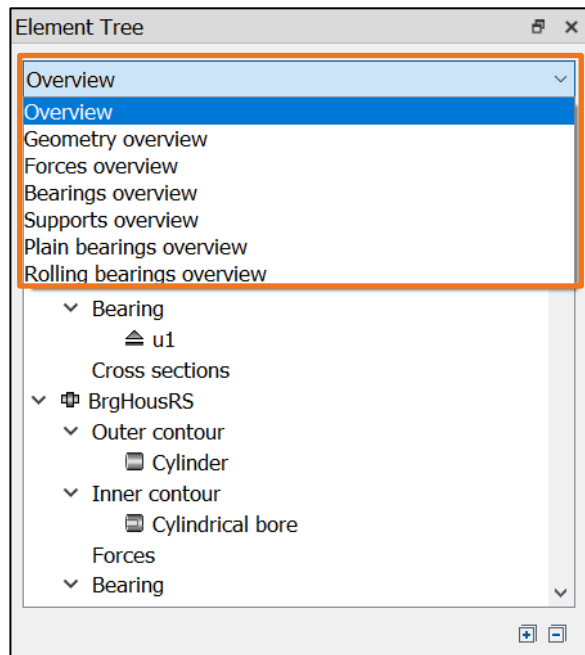 Element Tree
Overview
Overview
Geometry overview
Forces overview
Bearings overview
Supports overview
Plain bearings overview
Rolling bearings overview
Bearing
u1
Cross sections
BrgHousRS
Outer contour
Cylinder
Inner contour
Cylindrical bore
Forces
Bearing